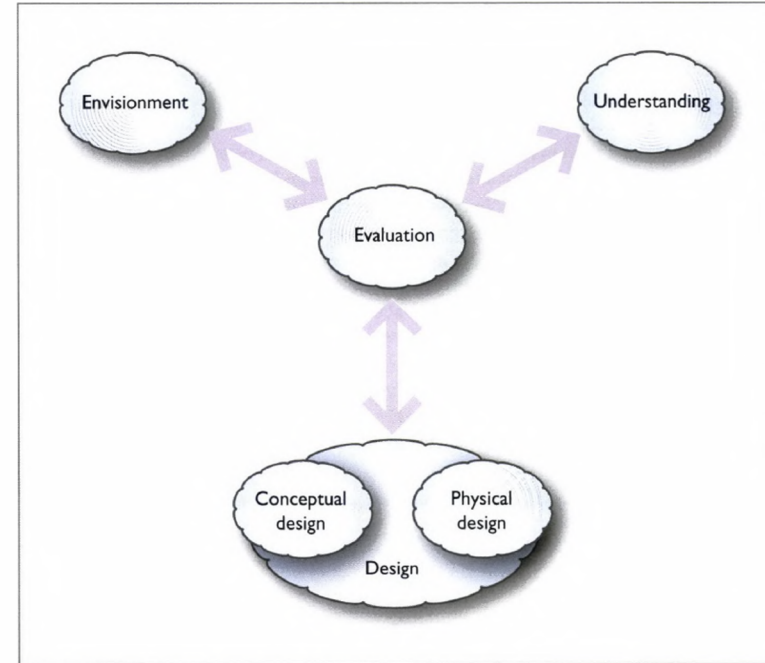 Envisionment
Understanding
Evaluation
Conceptual
design
Physical
design
Design